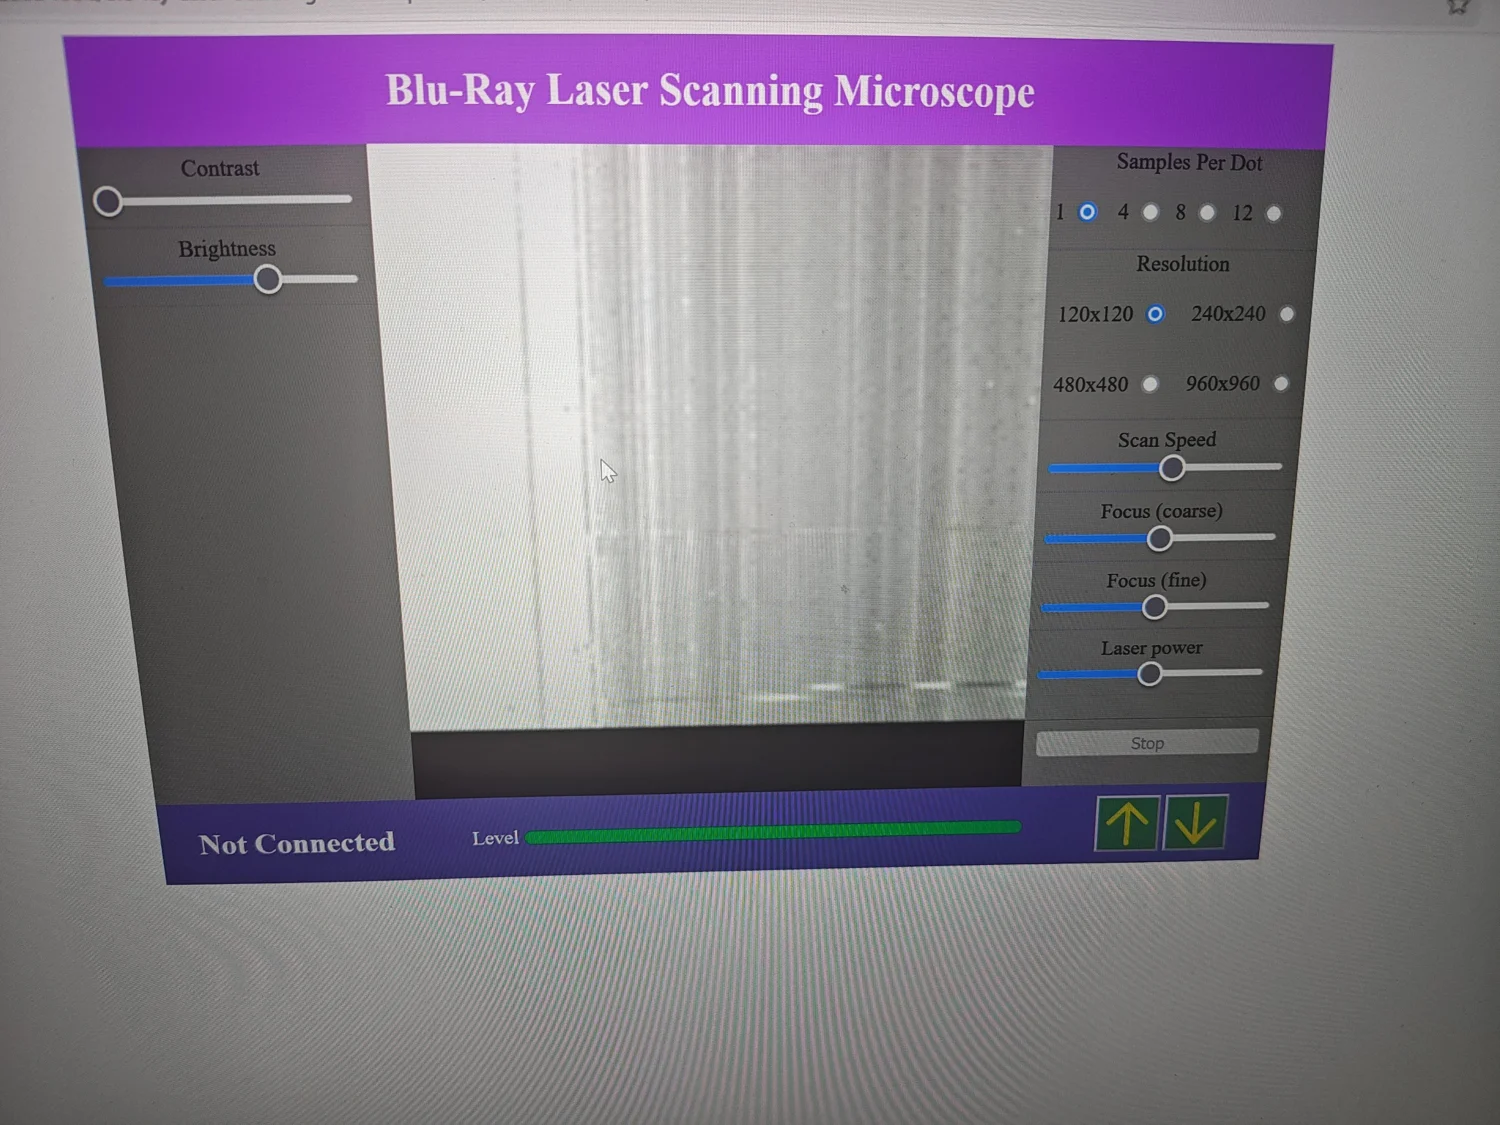 Blu-Ray Laser Scanning Microscope
Contrast
Brightness
Samples Per Dot
1 4 8 12
Resolution
120x120 240x240
480x480 960x960
Scan Speed
Focus (coarse)
Focus (fine)
Laser power
Stop
Not Connected
Level